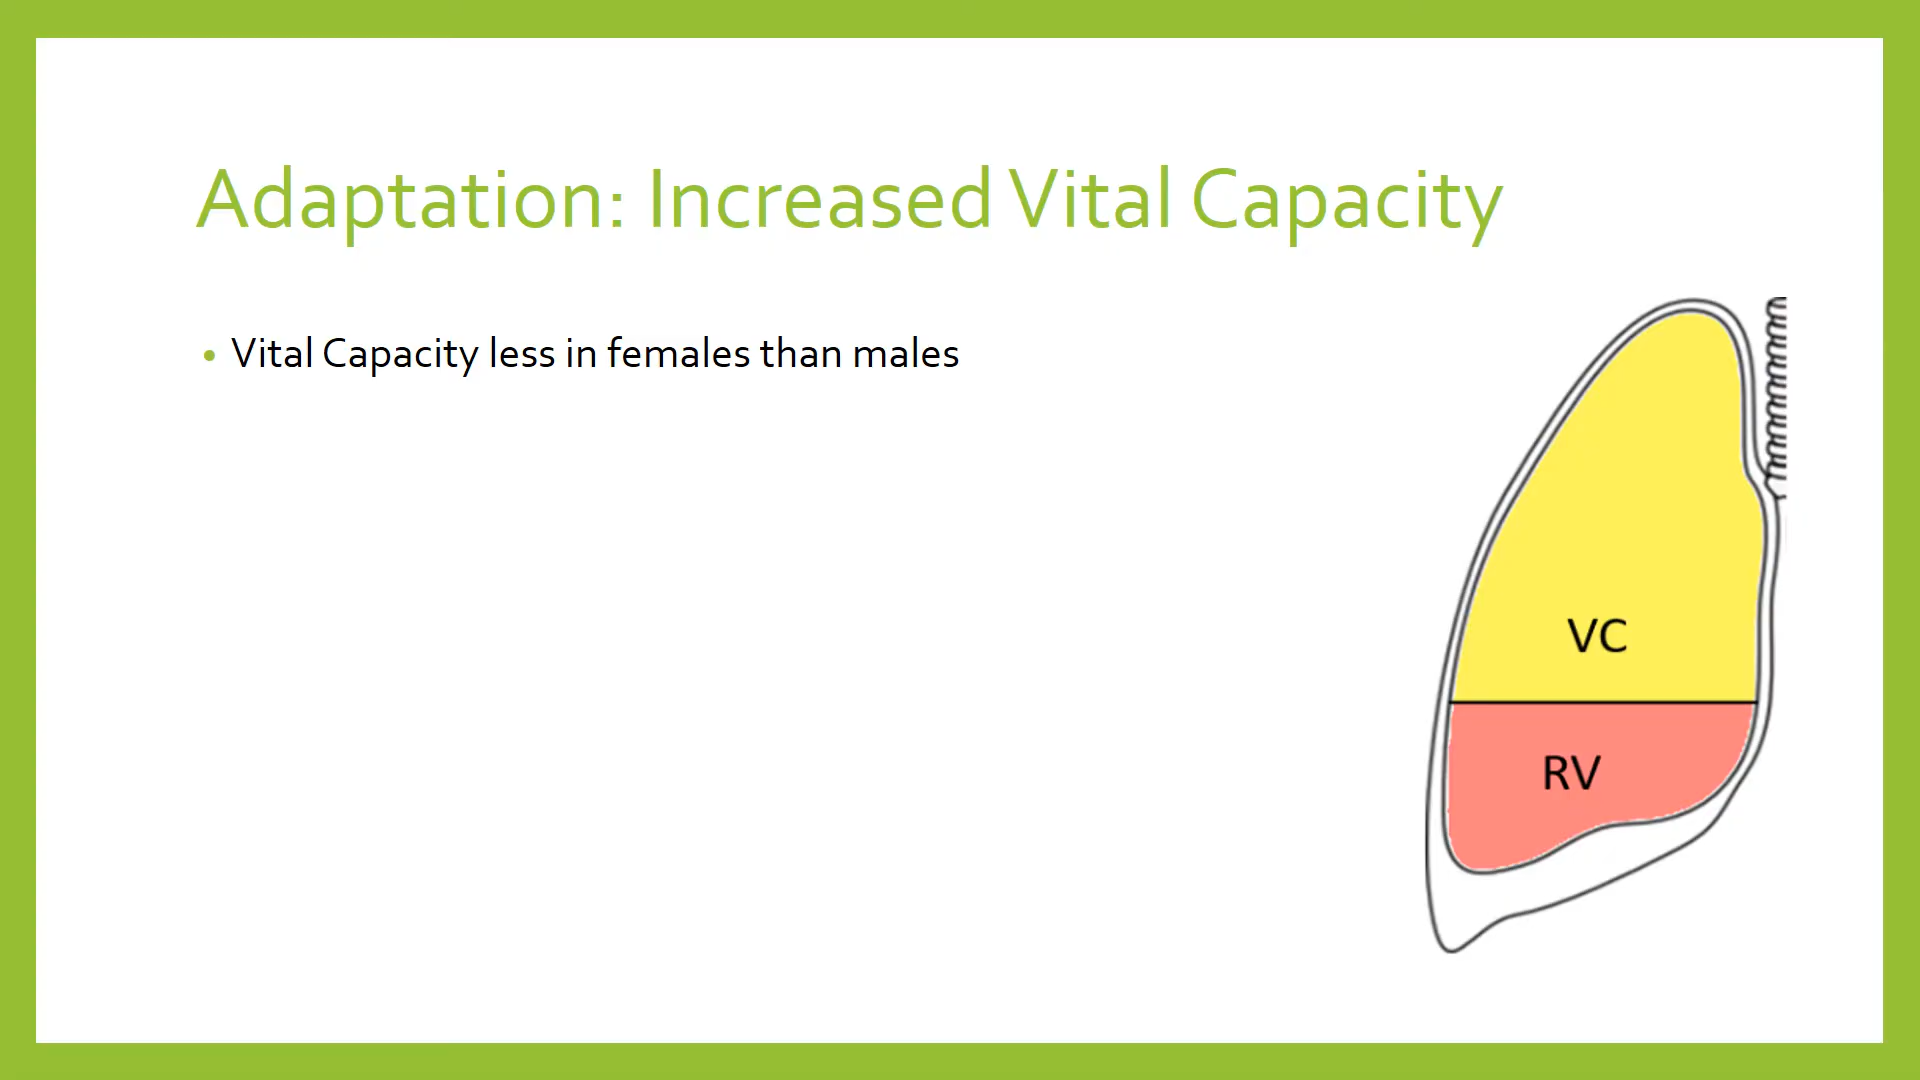 Adaptation: Increased Vital Capacity
• Vital Capacity less in females than males
VC
RV